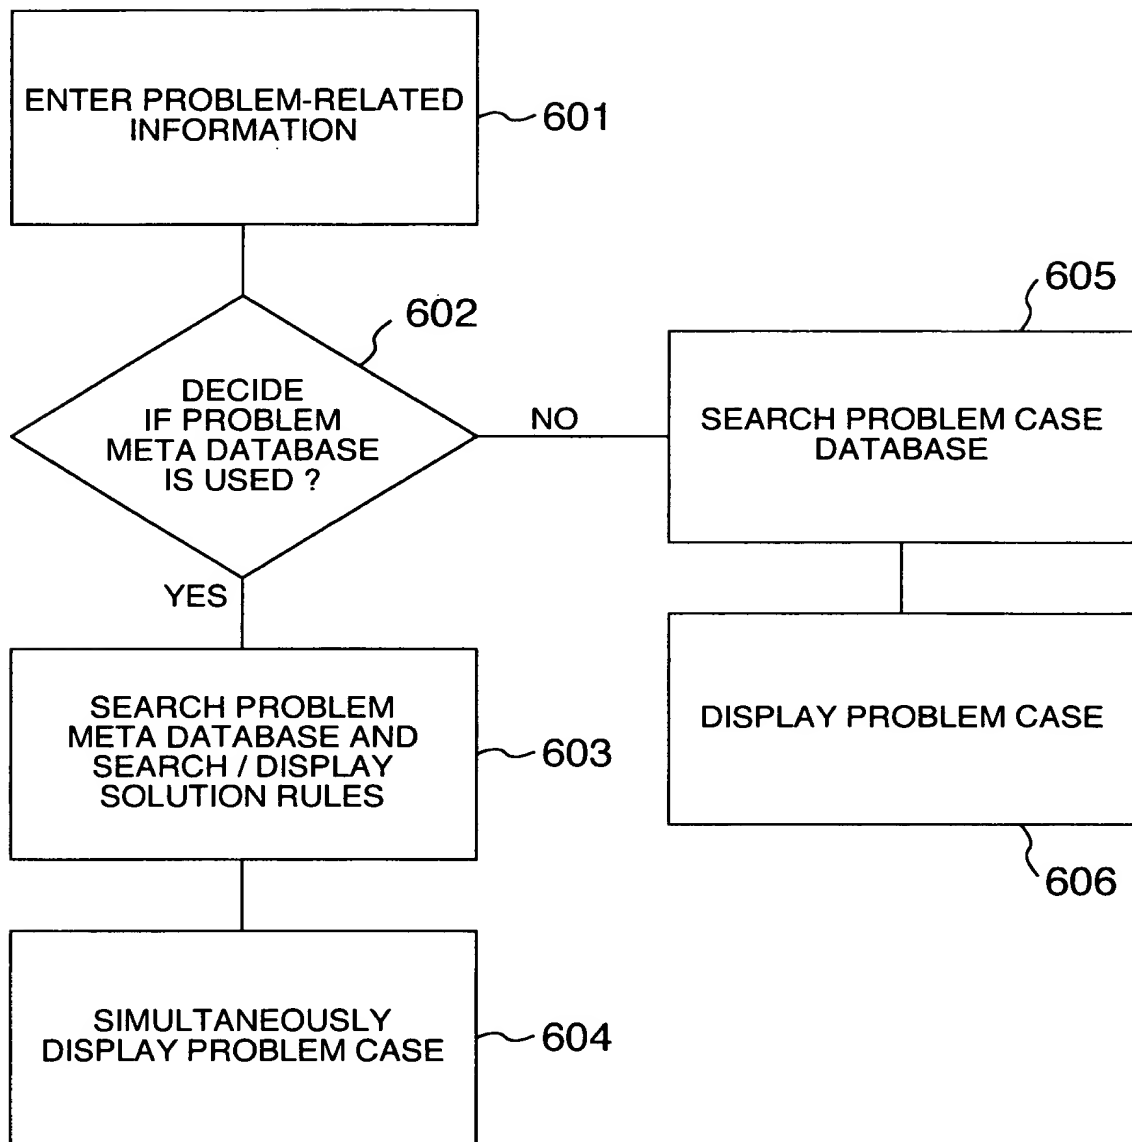 ENTER PROBLEM-RELATED
INFORMATION
601
602
DECIDE
IF PROBLEM
META DATABASE
IS USED ?
NO
YES
605
SEARCH PROBLEM CASE
DATABASE
SEARCH PROBLEM
META DATABASE AND
SEARCH / DISPLAY
SOLUTION RULES
603
DISPLAY PROBLEM CASE
606
SIMULTANEOUSLY
DISPLAY PROBLEM CASE
604